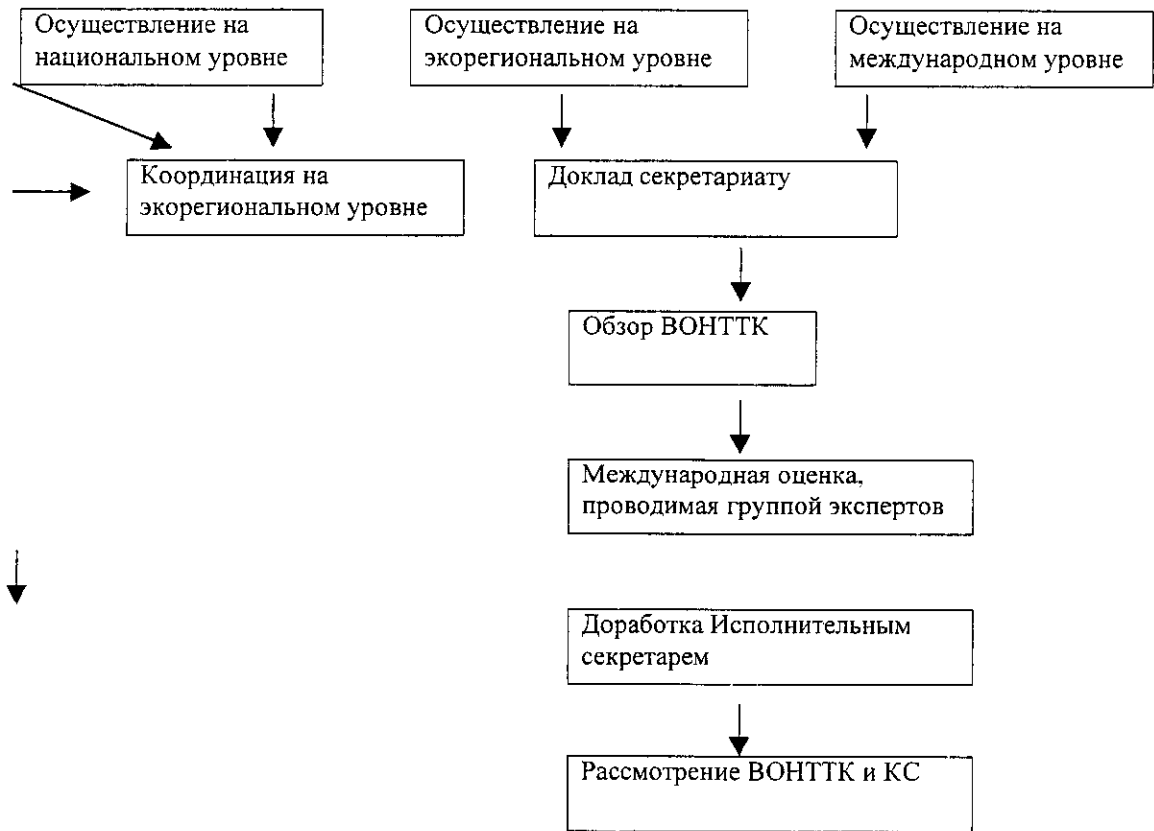 Осуществление на
национальном уровне
Осуществление на
экорегиональном уровне
Осуществление на
международном уровне
Координация на
экорегиональном уровне
Доклад секретариату
Обзор ВОНТТК
Международная оценка,
проводимая группой экспертов
Доработка Исполнительным
секретарем
Рассмотрение ВОНТТК и КС